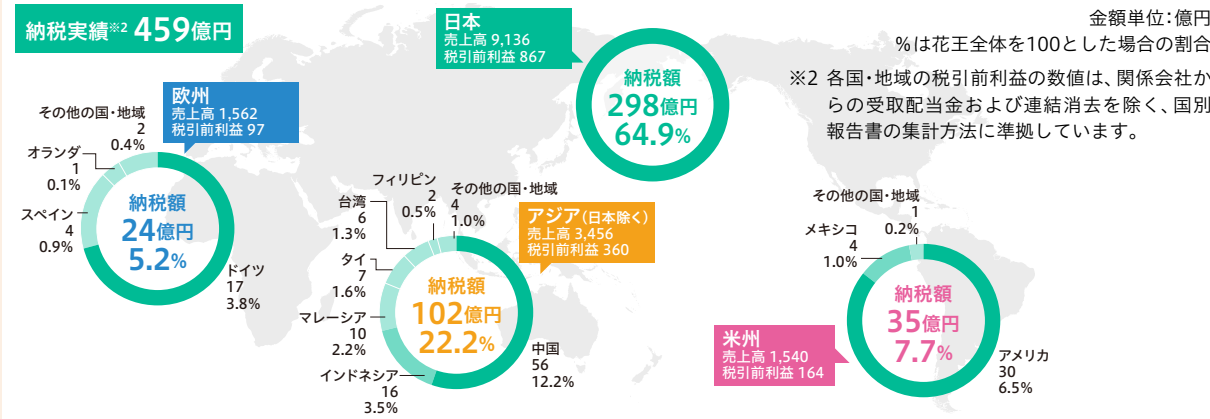 納税実績※2 459億円
金額単位：億円
％は花王全体を100とした場合の割合
※2 各国・地域の税引前利益の数値は、関係会社か
らの受取配当金および連結消去を除く、国別
報告書の集計方法に準拠しています。
日本
売上高 9,136
税引前利益 867
納税額
298億円
64.9%
欧州
売上高 1,562
税引前利益 97
納税額
24億円
5.2%
その他の国・地域
2
0.4%
オランダ
1
0.1%
スペイン
4
0.9%
ドイツ
17
3.8%
アジア（日本除く）
売上高 3,456
税引前利益 360
納税額
102億円
22.2%
その他の国・地域
4
1.0%
フィリピン
2
0.5%
台湾
6
1.3%
タイ
7
1.6%
マレーシア
10
2.2%
インドネシア
16
3.5%
中国
56
12.2%
米州
売上高 1,540
税引前利益 164
納税額
35億円
7.7%
その他の国・地域
1
0.2%
メキシコ
4
1.0%
アメリカ
30
6.5%